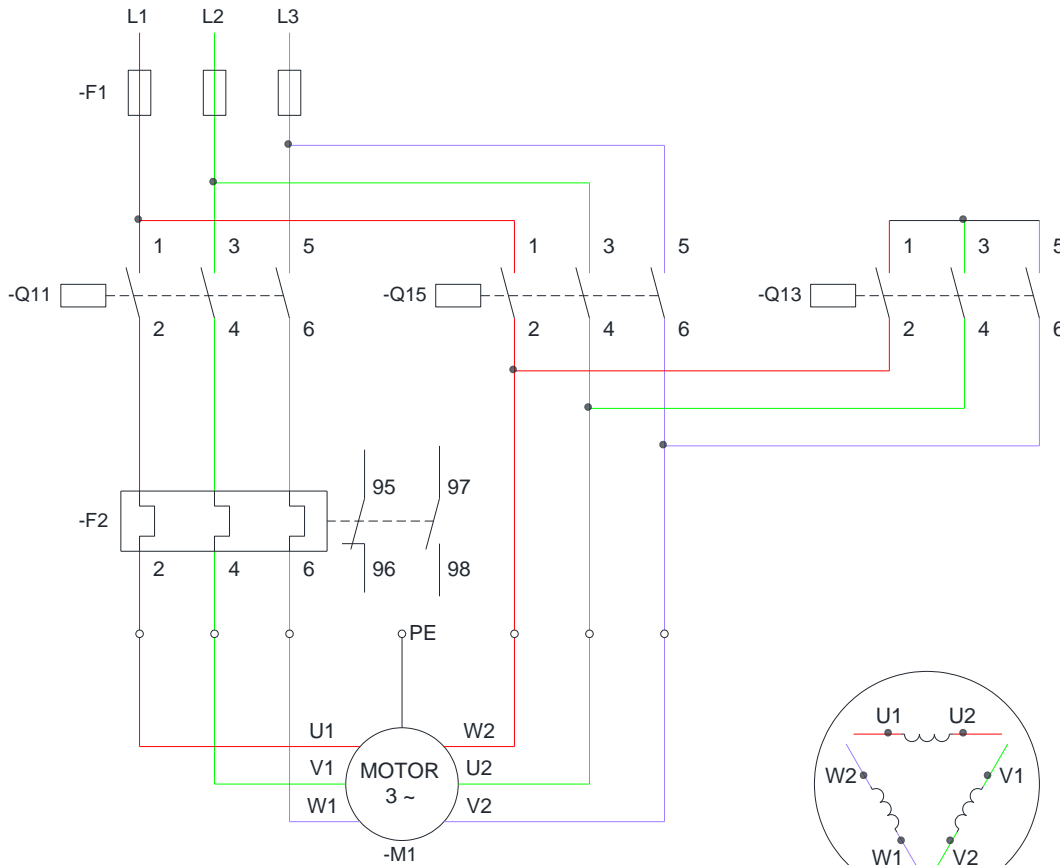 L1 L2 L3
-F1
1 3 5 1 3 5 1 3 5
-Q11 -Q15 -Q13
2 4 6 2 4 6 2 4 6
95 97
-F2
2 4 6 96 98
PE
U1 W2 U1 U2
MOTOR
3 ~
V1 U2 W2 V1
W1 V2
-M1 W1 V2